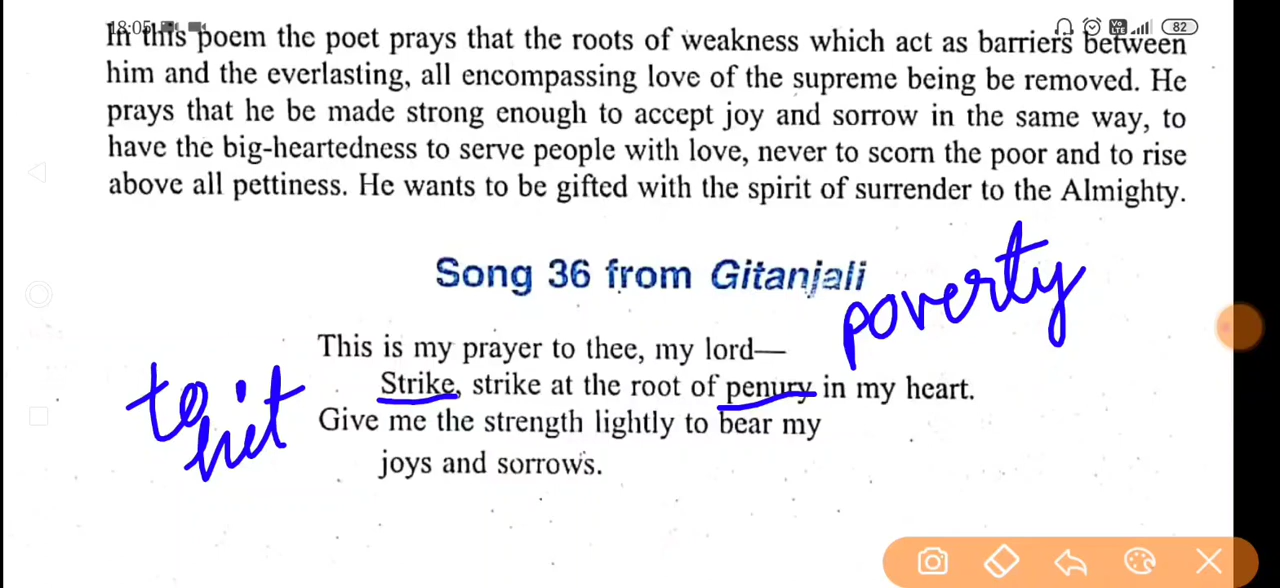 18:05
82
In this poem the poet prays that the roots of weakness which act as barriers between
him and the everlasting, all encompassing love of the supreme being be removed. He
prays that he be made strong enough to accept joy and sorrow in the same way, to
have the big-heartedness to serve people with love, never to scorn the poor and to rise
above all pettiness. He wants to be gifted with the spirit of surrender to the Almighty.
Song 36 from Gitanjali
poverty
This is my prayer to thee, my lord—
Strike, strike at the root of penury in my heart.
to hit
Give me the strength lightly to bear my
joys and sorrows.